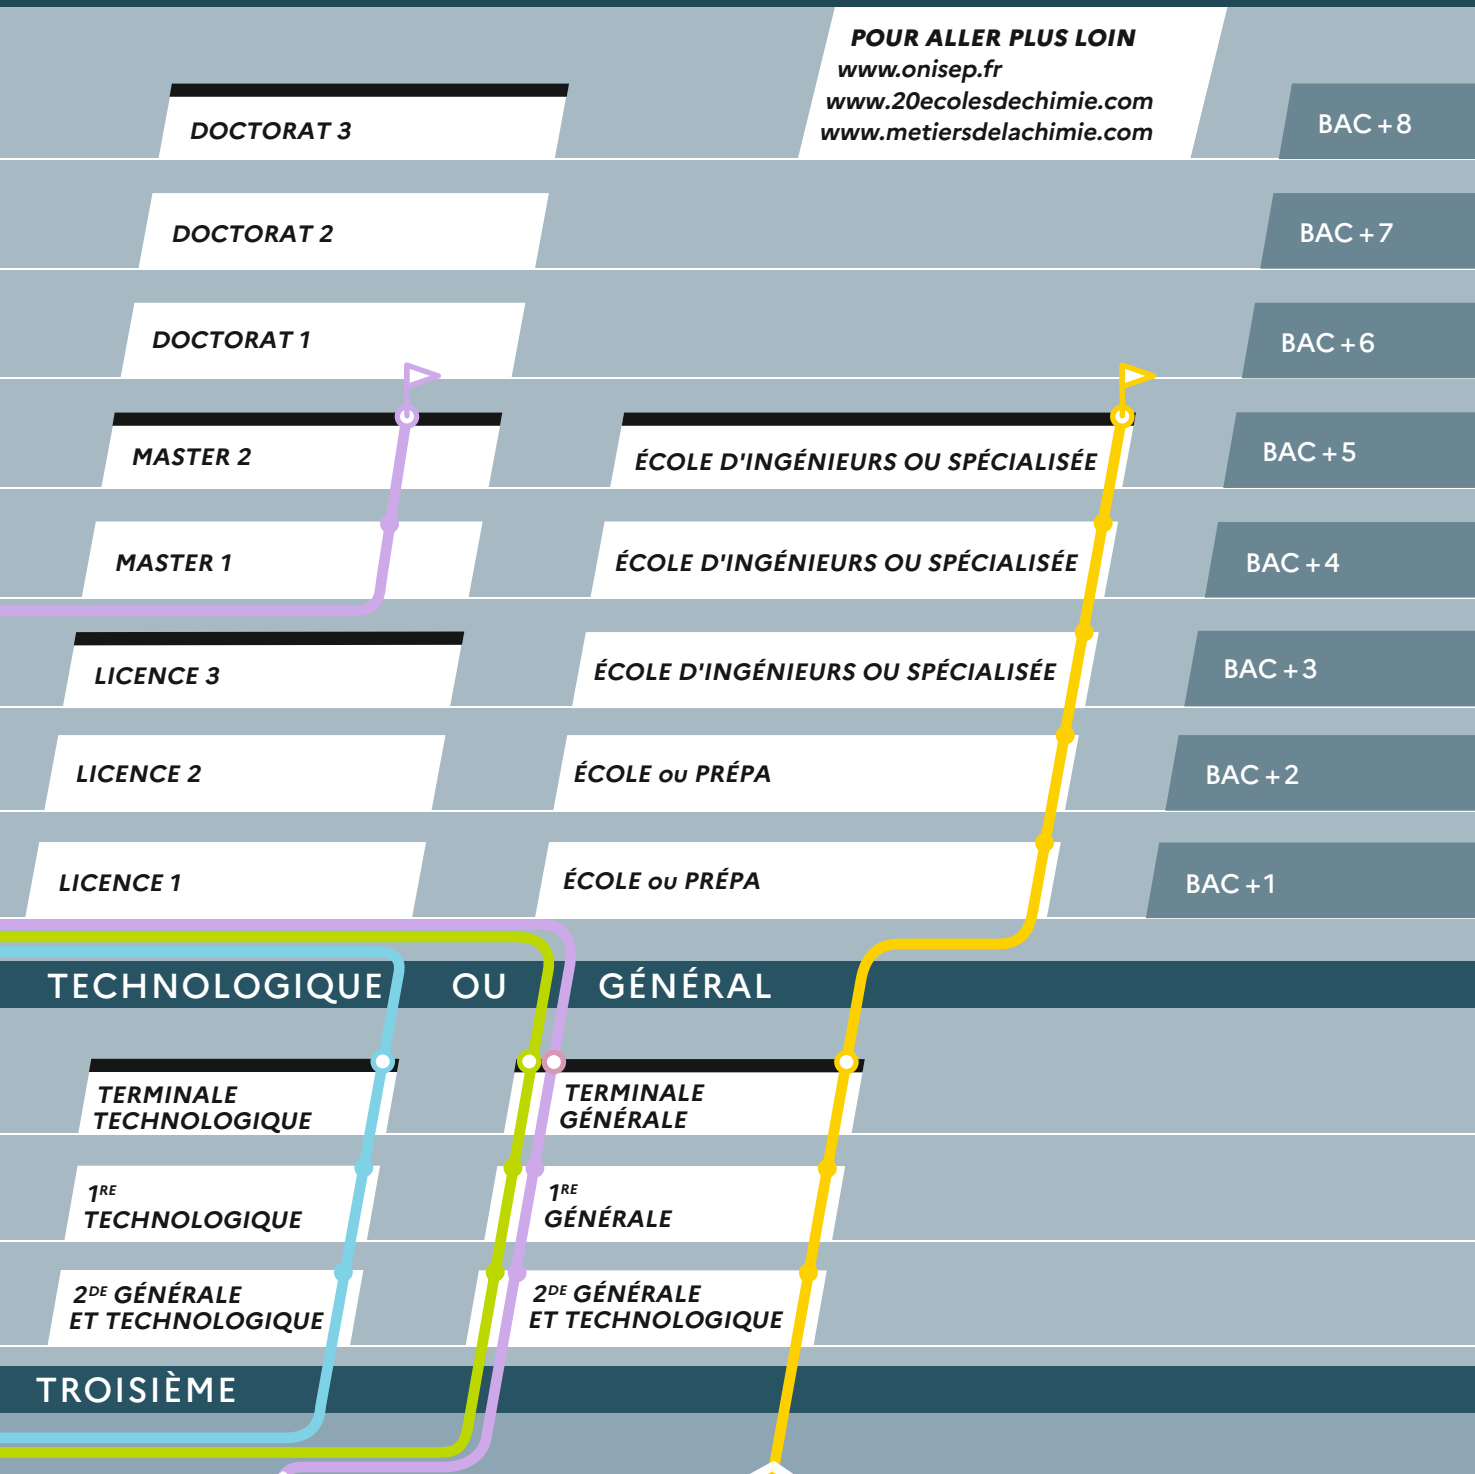 POUR ALLER PLUS LOIN
www.onisep.fr
www.20ecolesdechimie.com
www.metiersdelachimie.com
DOCTORAT 3
BAC +8
DOCTORAT 2
BAC +7
DOCTORAT 1
BAC +6
MASTER 2
ÉCOLE D'INGÉNIEURS OU SPÉCIALISÉE
BAC +5
MASTER 1
ÉCOLE D'INGÉNIEURS OU SPÉCIALISÉE
BAC +4
LICENCE 3
ÉCOLE D'INGÉNIEURS OU SPÉCIALISÉE
BAC +3
LICENCE 2
ÉCOLE ou PRÉPA
BAC +2
LICENCE 1
ÉCOLE ou PRÉPA
BAC +1
TECHNOLOGIQUE OU GÉNÉRAL
TERMINALE
TECHNOLOGIQUE
TERMINALE
GÉNÉRALE
1RE
TECHNOLOGIQUE
1RE
GÉNÉRALE
2DE GÉNÉRALE
ET TECHNOLOGIQUE
2DE GÉNÉRALE
ET TECHNOLOGIQUE
TROISIÈME